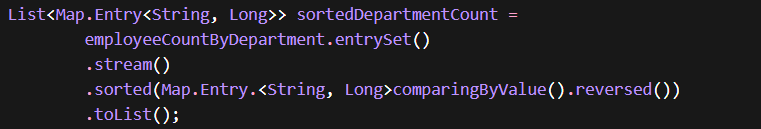 List<Map.Entry<String, Long>> sortedDepartmentCount =
        employeeCountByDepartment.entrySet()
        .stream()
        .sorted(Map.Entry.<String, Long>comparingByValue().reversed())
        .toList();